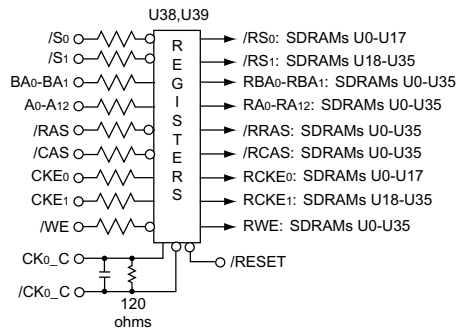 U38,U39
/S0
/RS0: SDRAMs U0-U17
/S1
/RS1: SDRAMs U18-U35
BA0-BA1
RBA0-RBA1: SDRAMs U0-U35
A0-A12
RA0-RA12: SDRAMs U0-U35
/RAS
/RRAS: SDRAMs U0-U35
/CAS
/RCAS: SDRAMs U0-U35
CKE0
RCKE0: SDRAMs U0-U17
CKE1
RCKE1: SDRAMs U18-U35
/WE
RWE: SDRAMs U0-U35
REGISTERS
CK0_C
/RESET
/CK0_C
120
ohms